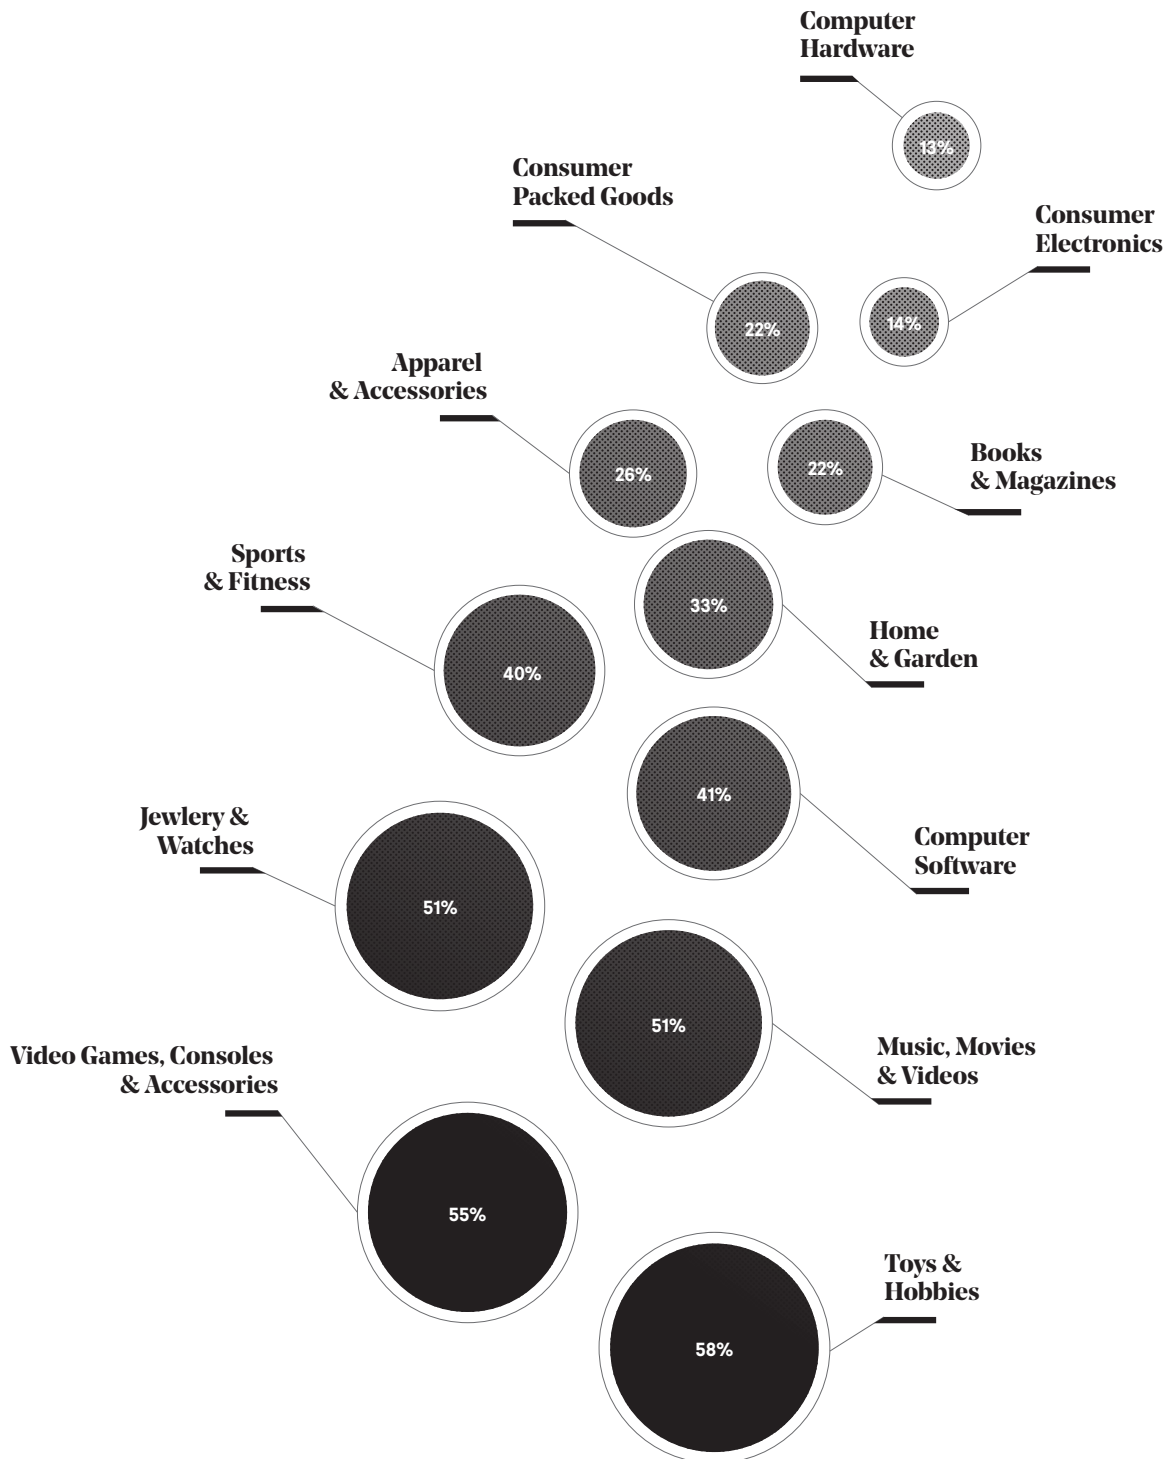 Computer
Hardware
13%
Consumer
Packed Goods
Consumer
Electronics
22%
14%
Apparel
& Accessories
26%
22%
Books
& Magazines
Sports
& Fitness
33%
Home
& Garden
40%
41%
Jewlery &
Watches
Computer
Software
51%
51%
Music, Movies
& Videos
Video Games, Consoles
& Accessories
55%
Toys &
Hobbies
58%